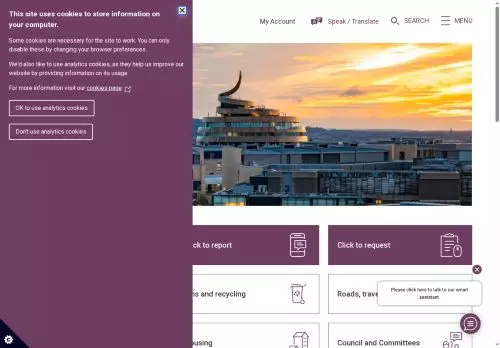 This site uses cookies to store information on
your computer.
Some cookies are necessary for the site to work. You can only
disable these by changing your browser preferences.
We'd also like to use analytics cookies, as they help us improve our
website by providing information on its usage.
For more information visit our cookies page
OK to use analytics cookies
Don't use analytics cookies
My Account
Speak / Translate
SEARCH
MENU
ck to report
Click to request
ns and recycling
Roads, trave
Please click here to talk to our smart
assistant.
using
Council and Committees